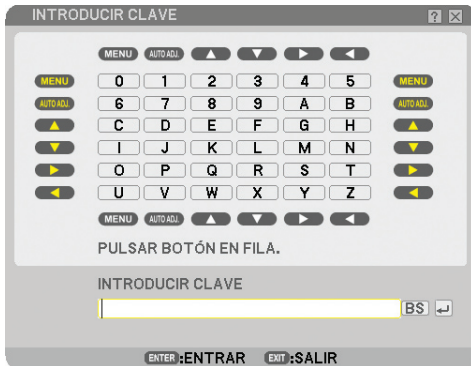 INTRODUCIR CLAVE ? X
MENU AUTO ADJ.
MENU 0 1 2 3 4 5 MENU
AUTO ADJ. 6 7 8 9 A B AUTO ADJ.
C D E F G H
I J K L M N
O P Q R S T
U V W X Y Z
MENU AUTO ADJ.
PULSAR BOTÓN EN FILA.
INTRODUCIR CLAVE
BS
ENTER :ENTRAR EXIT :SALIR